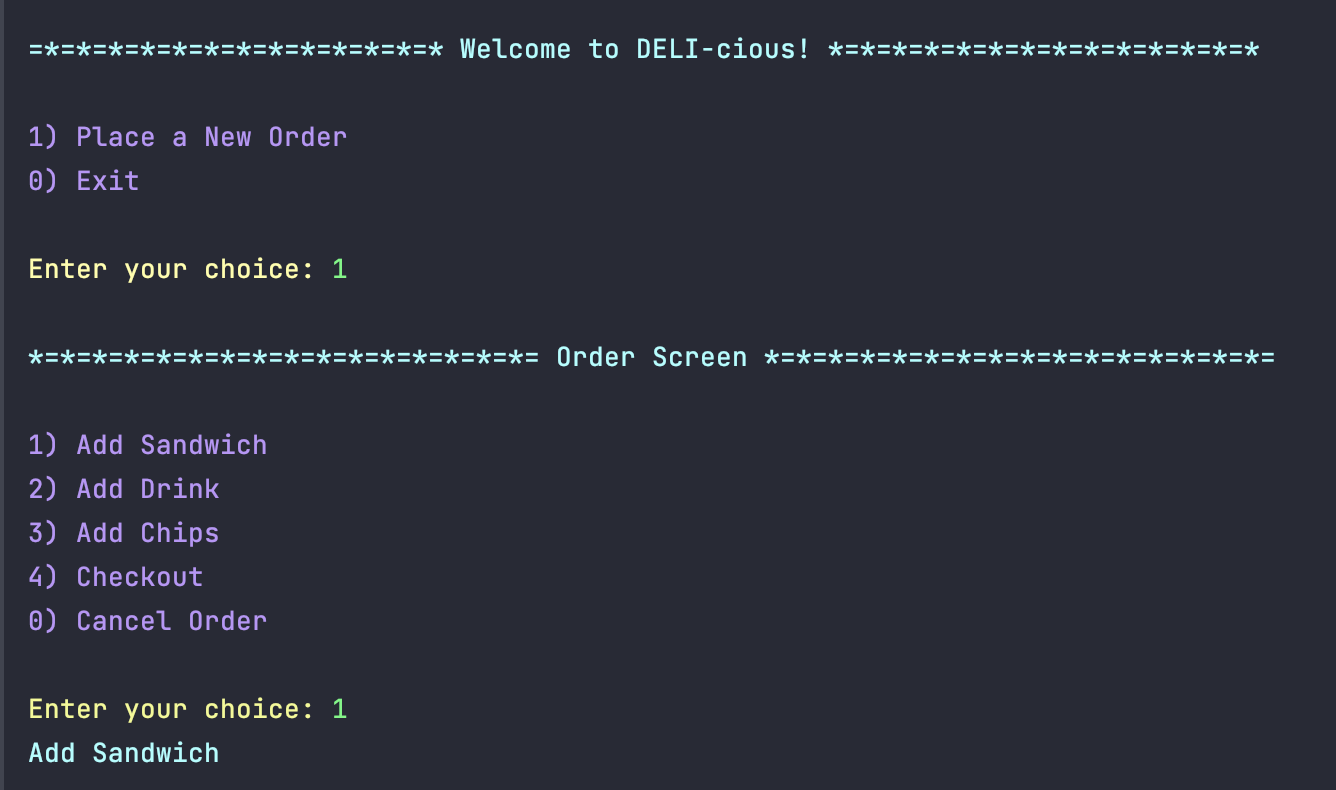 =*=*=*=*=*=*=*=*=*=*=*=*=* Welcome to DELI-cious! *=*=*=*=*=*=*=*=*=*=*=*=*=*
1) Place a New Order
0) Exit
Enter your choice: 1
*=*=*=*=*=*=*=*=*=*=*=*=*=*=*=*= Order Screen *=*=*=*=*=*=*=*=*=*=*=*=*=*=*=*=
1) Add Sandwich
2) Add Drink
3) Add Chips
4) Checkout
0) Cancel Order
Enter your choice: 1
Add Sandwich